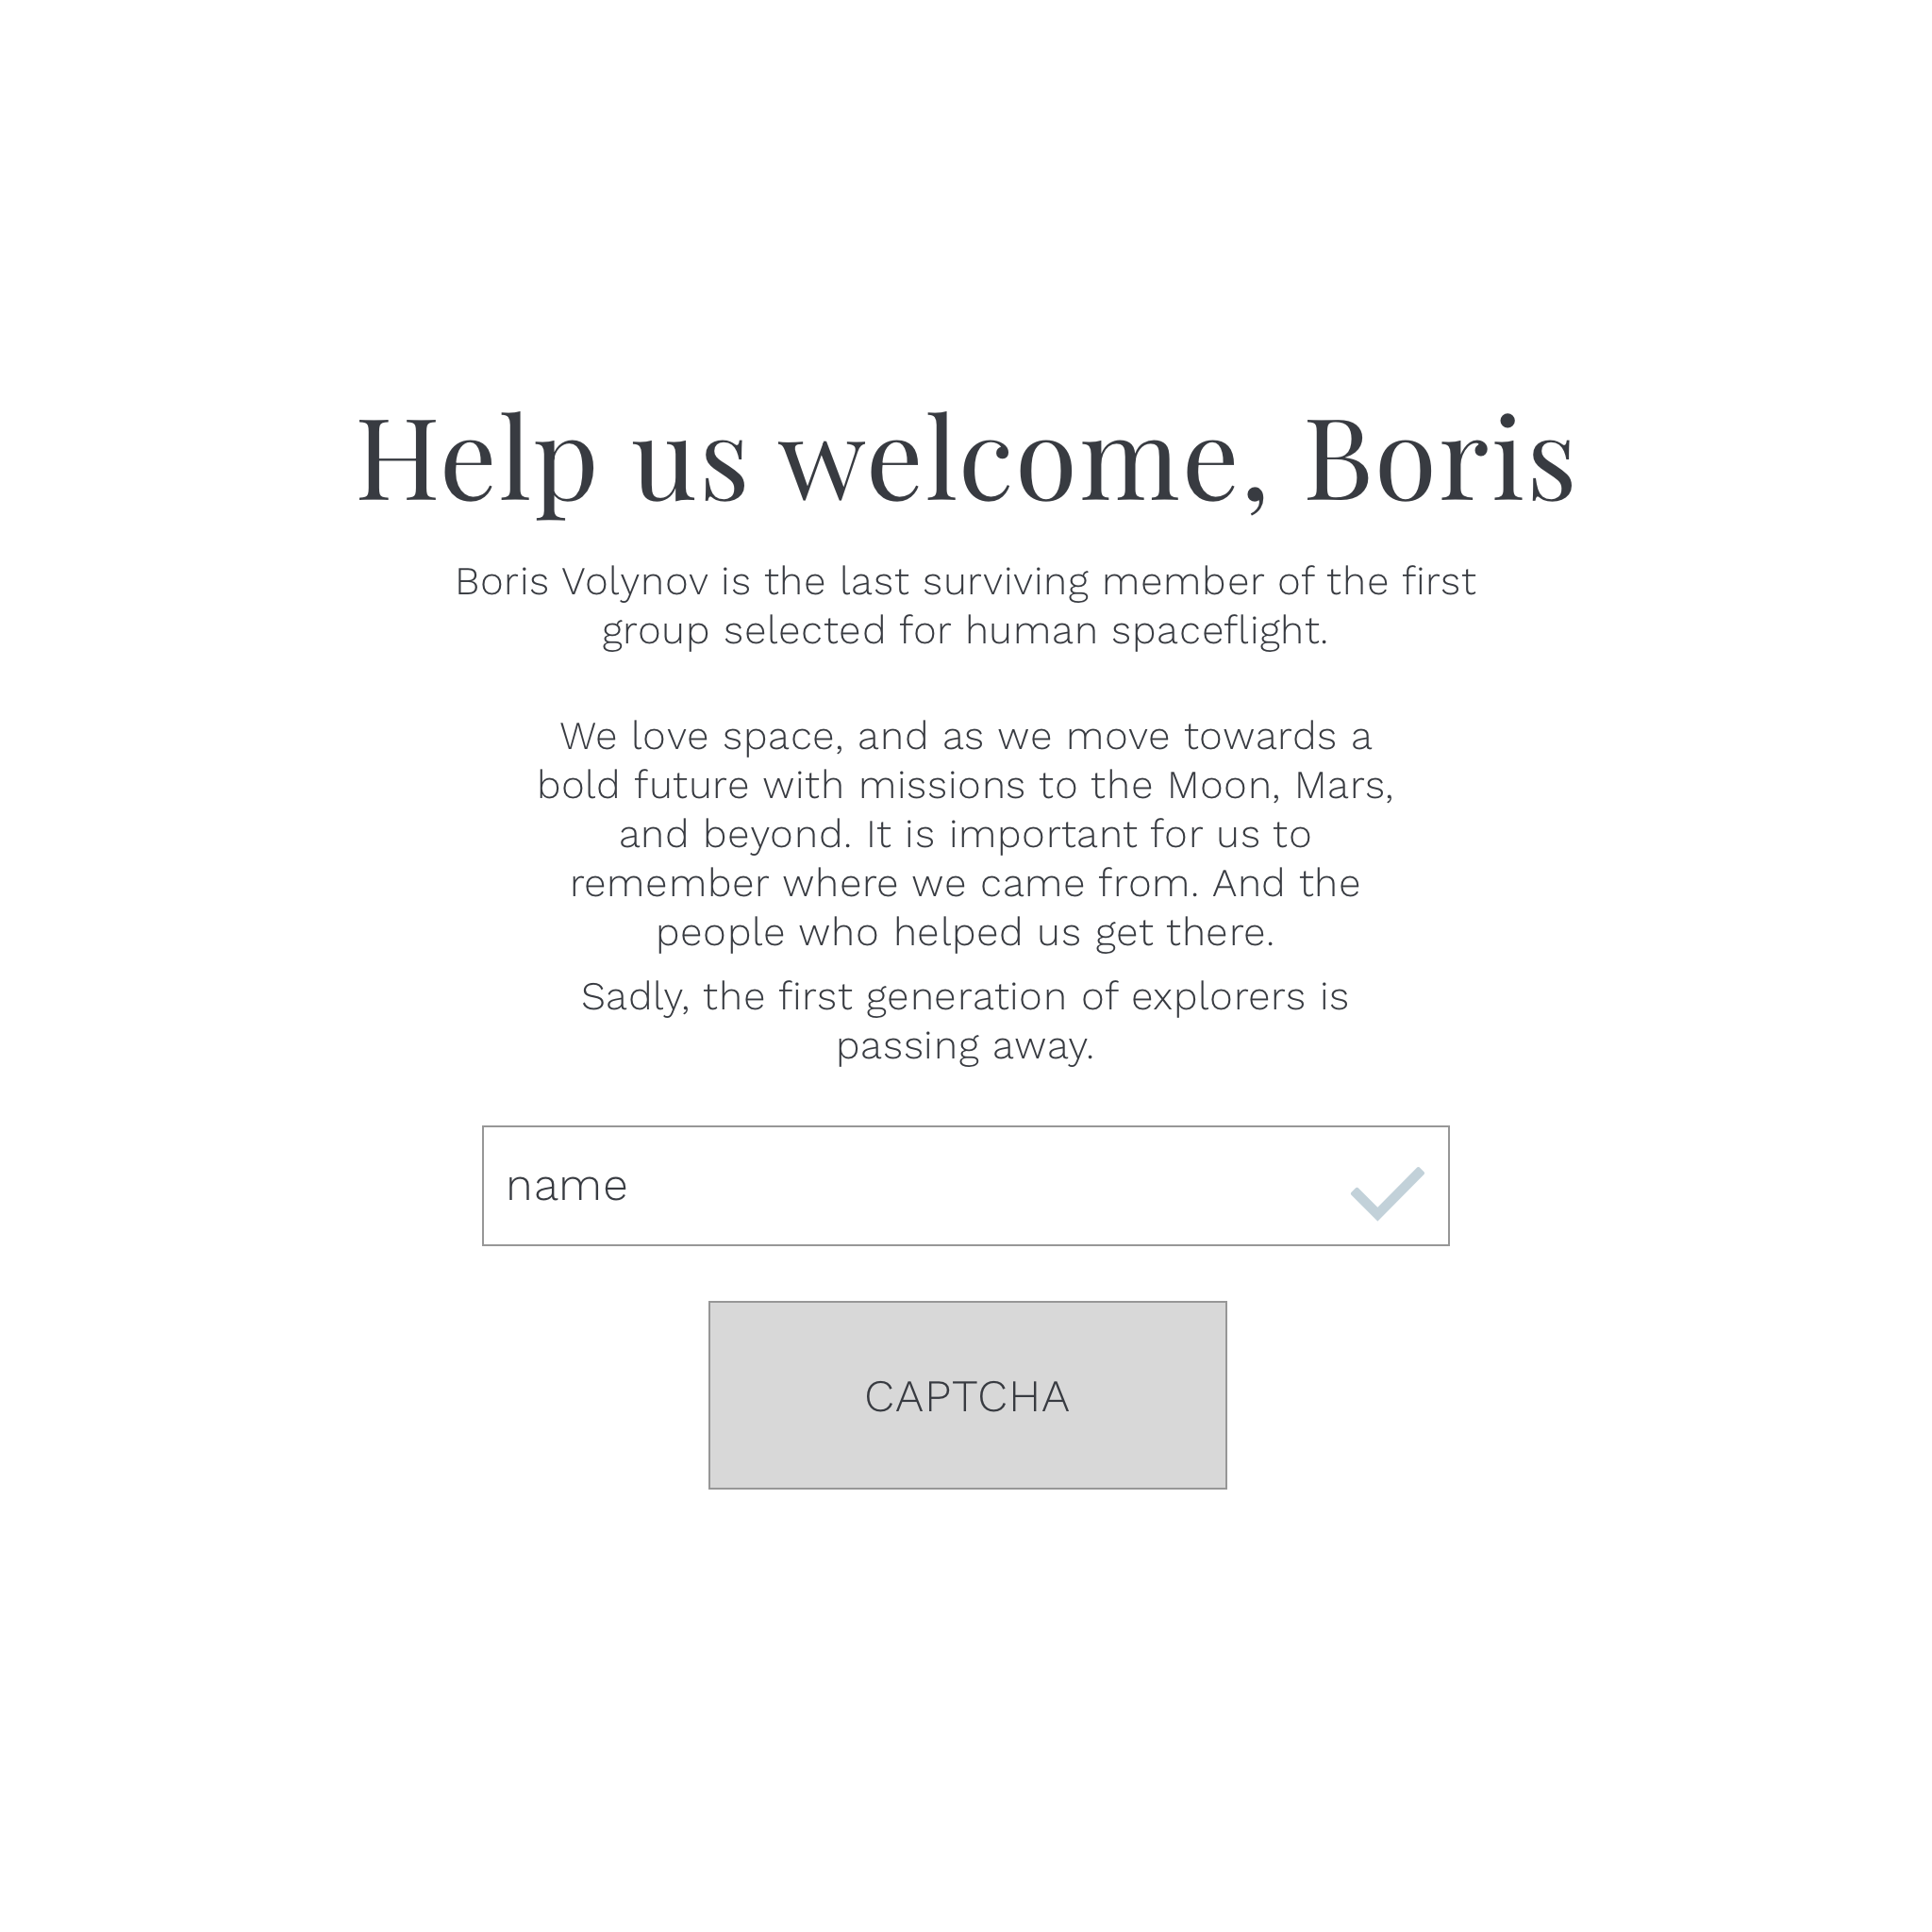 Help us welcome, Boris
Boris Volynov is the last surviving member of the first
group selected for human spaceflight.
We love space, and as we move towards a
bold future with missions to the Moon, Mars,
and beyond. It is important for us to
remember where we came from. And the
people who helped us get there.
Sadly, the first generation of explorers is
passing away.
name
CAPTCHA